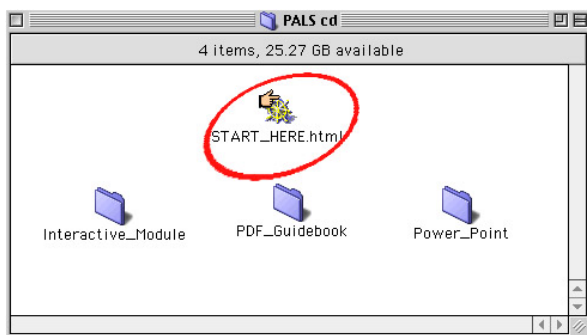 PALS cd
4 items, 25.27 GB available
START_HERE.html
Interactive_Module
PDF_Guidebook
Power_Point